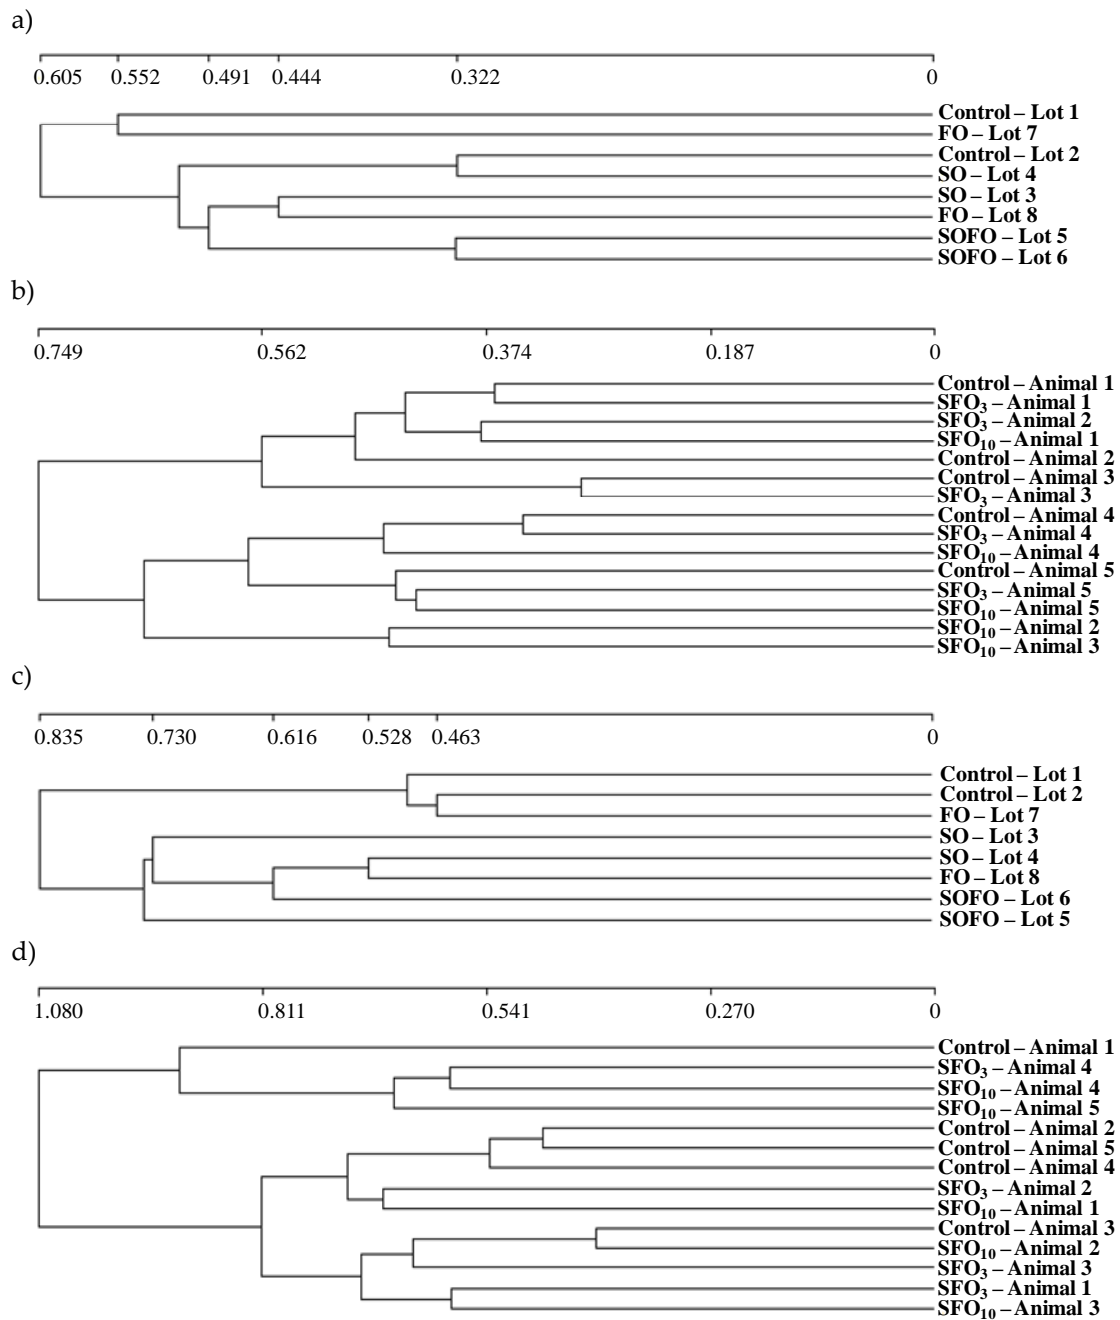 a)
0.605 0.552 0.491 0.444 0.322 0
Control – Lot 1
FO – Lot 7
Control – Lot 2
SO – Lot 4
SO – Lot 3
FO – Lot 8
SOFO – Lot 5
SOFO – Lot 6
b)
0.749 0.562 0.374 0.187 0
Control – Animal 1
SFO₃ – Animal 1
SFO₃ – Animal 2
SFO₁₀ – Animal 1
Control – Animal 2
Control – Animal 3
SFO₃ – Animal 3
Control – Animal 4
SFO₃ – Animal 4
SFO₁₀ – Animal 4
Control – Animal 5
SFO₃ – Animal 5
SFO₁₀ – Animal 5
SFO₁₀ – Animal 2
SFO₁₀ – Animal 3
c)
0.835 0.730 0.616 0.528 0.463 0
Control – Lot 1
Control – Lot 2
FO – Lot 7
SO – Lot 3
SO – Lot 4
FO – Lot 8
SOFO – Lot 6
SOFO – Lot 5
d)
1.080 0.811 0.541 0.270 0
Control – Animal 1
SFO₃ – Animal 4
SFO₁₀ – Animal 4
SFO₁₀ – Animal 5
Control – Animal 2
Control – Animal 5
Control – Animal 4
SFO₃ – Animal 2
SFO₁₀ – Animal 1
Control – Animal 3
SFO₁₀ – Animal 2
SFO₃ – Animal 3
SFO₃ – Animal 1
SFO₁₀ – Animal 3